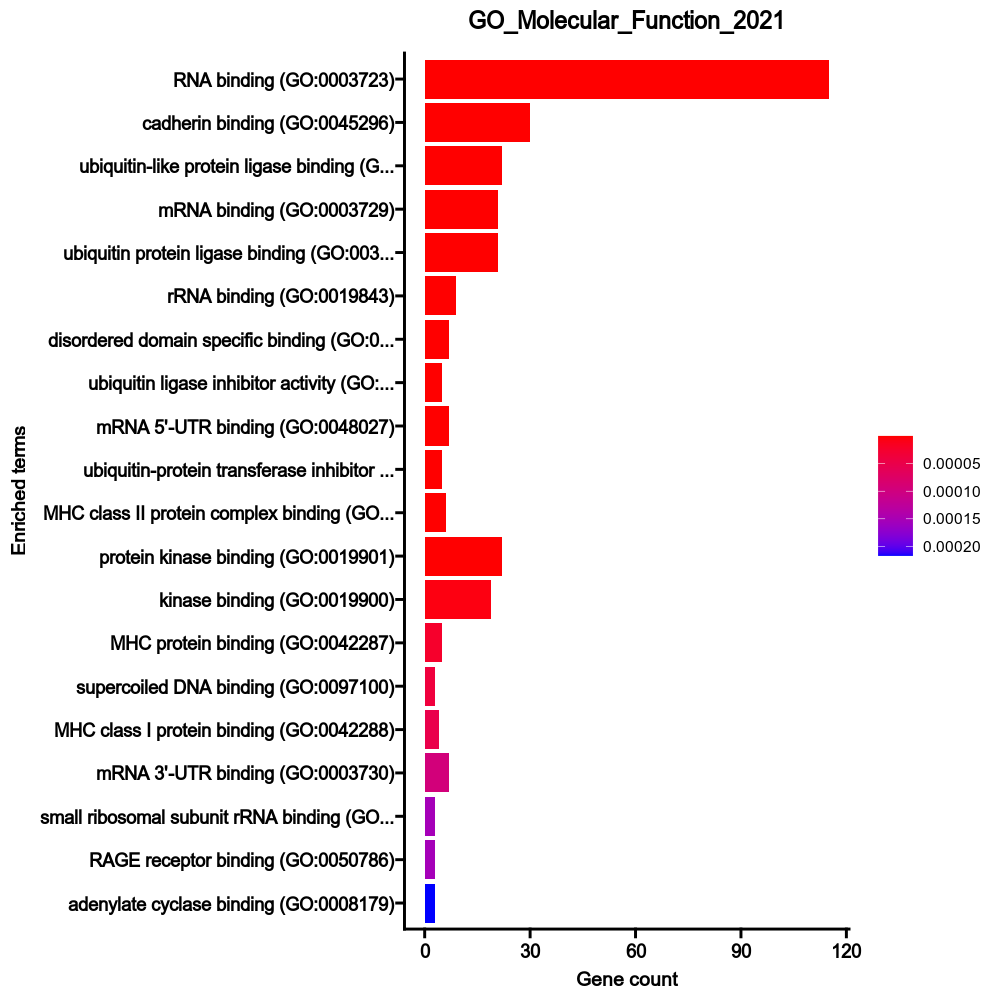 GO_Molecular_Function_2021
RNA binding (GO:0003723)
cadherin binding (GO:0045296)
ubiquitin-like protein ligase binding (G...
mRNA binding (GO:0003729)
ubiquitin protein ligase binding (GO:003...
rRNA binding (GO:0019843)
disordered domain specific binding (GO:0...
ubiquitin ligase inhibitor activity (GO:...
mRNA 5'-UTR binding (GO:0048027)
ubiquitin-protein transferase inhibitor ...
MHC class II protein complex binding (GO...
protein kinase binding (GO:0019901)
kinase binding (GO:0019900)
MHC protein binding (GO:0042287)
supercoiled DNA binding (GO:0097100)
MHC class I protein binding (GO:0042288)
mRNA 3'-UTR binding (GO:0003730)
small ribosomal subunit rRNA binding (GO...
RAGE receptor binding (GO:0050786)
adenylate cyclase binding (GO:0008179)
Enriched terms
0 30 60 90 120
Gene count
0.00005
0.00010
0.00015
0.00020